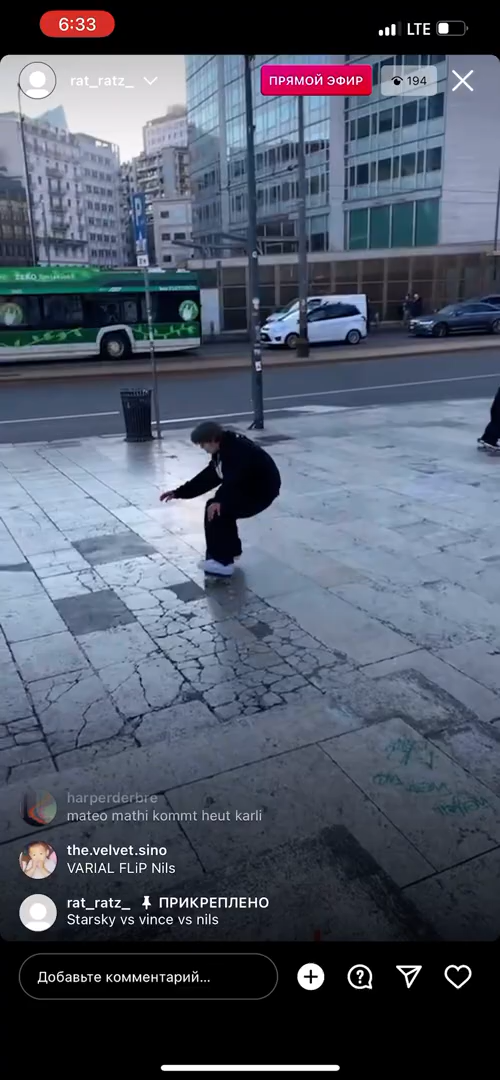 6:33
LTE
rat_ratz_
ПРЯМОЙ ЭФИР
194
P
ZERO
harperderbre
mateo mathi kommt heut karli
the.velvet.sino
VARIAL FLiP Nils
rat_ratz_ ПРИКРЕПЛЕНО
Starsky vs vince vs nils
Добавьте комментарий...